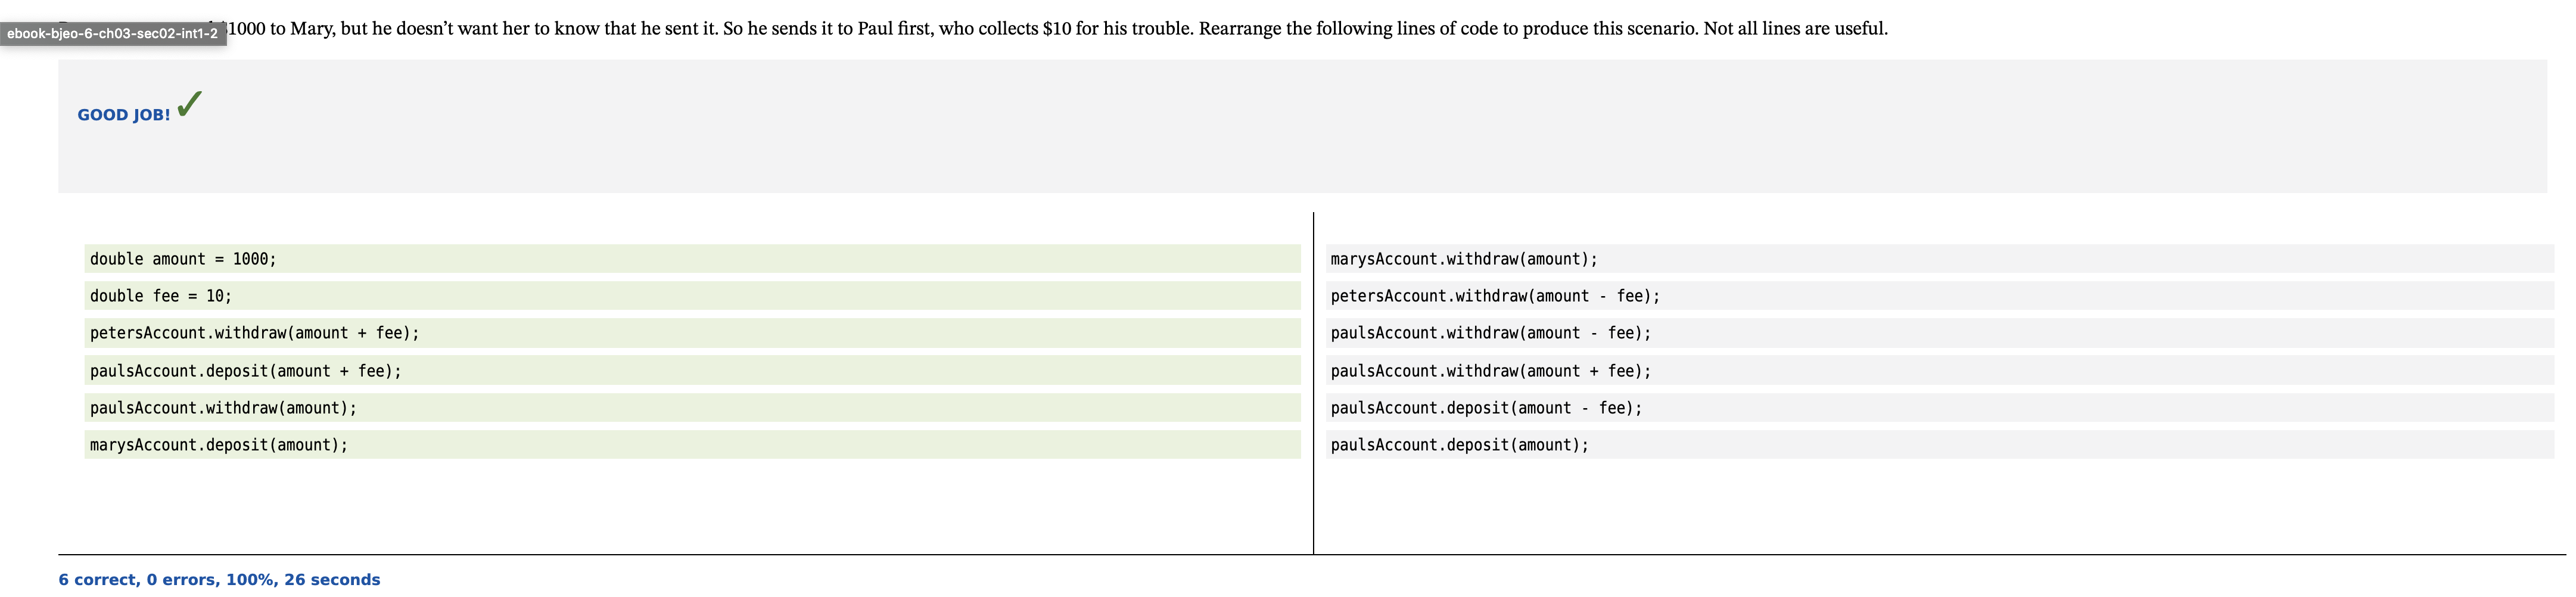 ebook-bjeo-6-ch03-sec02-int1-2
1000 to Mary, but he doesn’t want her to know that he sent it. So he sends it to Paul first, who collects $10 for his trouble. Rearrange the following lines of code to produce this scenario. Not all lines are useful.
GOOD JOB! ✓
double amount = 1000;
double fee = 10;
petersAccount.withdraw(amount + fee);
paulsAccount.deposit(amount + fee);
paulsAccount.withdraw(amount);
marysAccount.deposit(amount);
marysAccount.withdraw(amount);
petersAccount.withdraw(amount - fee);
paulsAccount.withdraw(amount - fee);
paulsAccount.withdraw(amount + fee);
paulsAccount.deposit(amount - fee);
paulsAccount.deposit(amount);
6 correct, 0 errors, 100%, 26 seconds